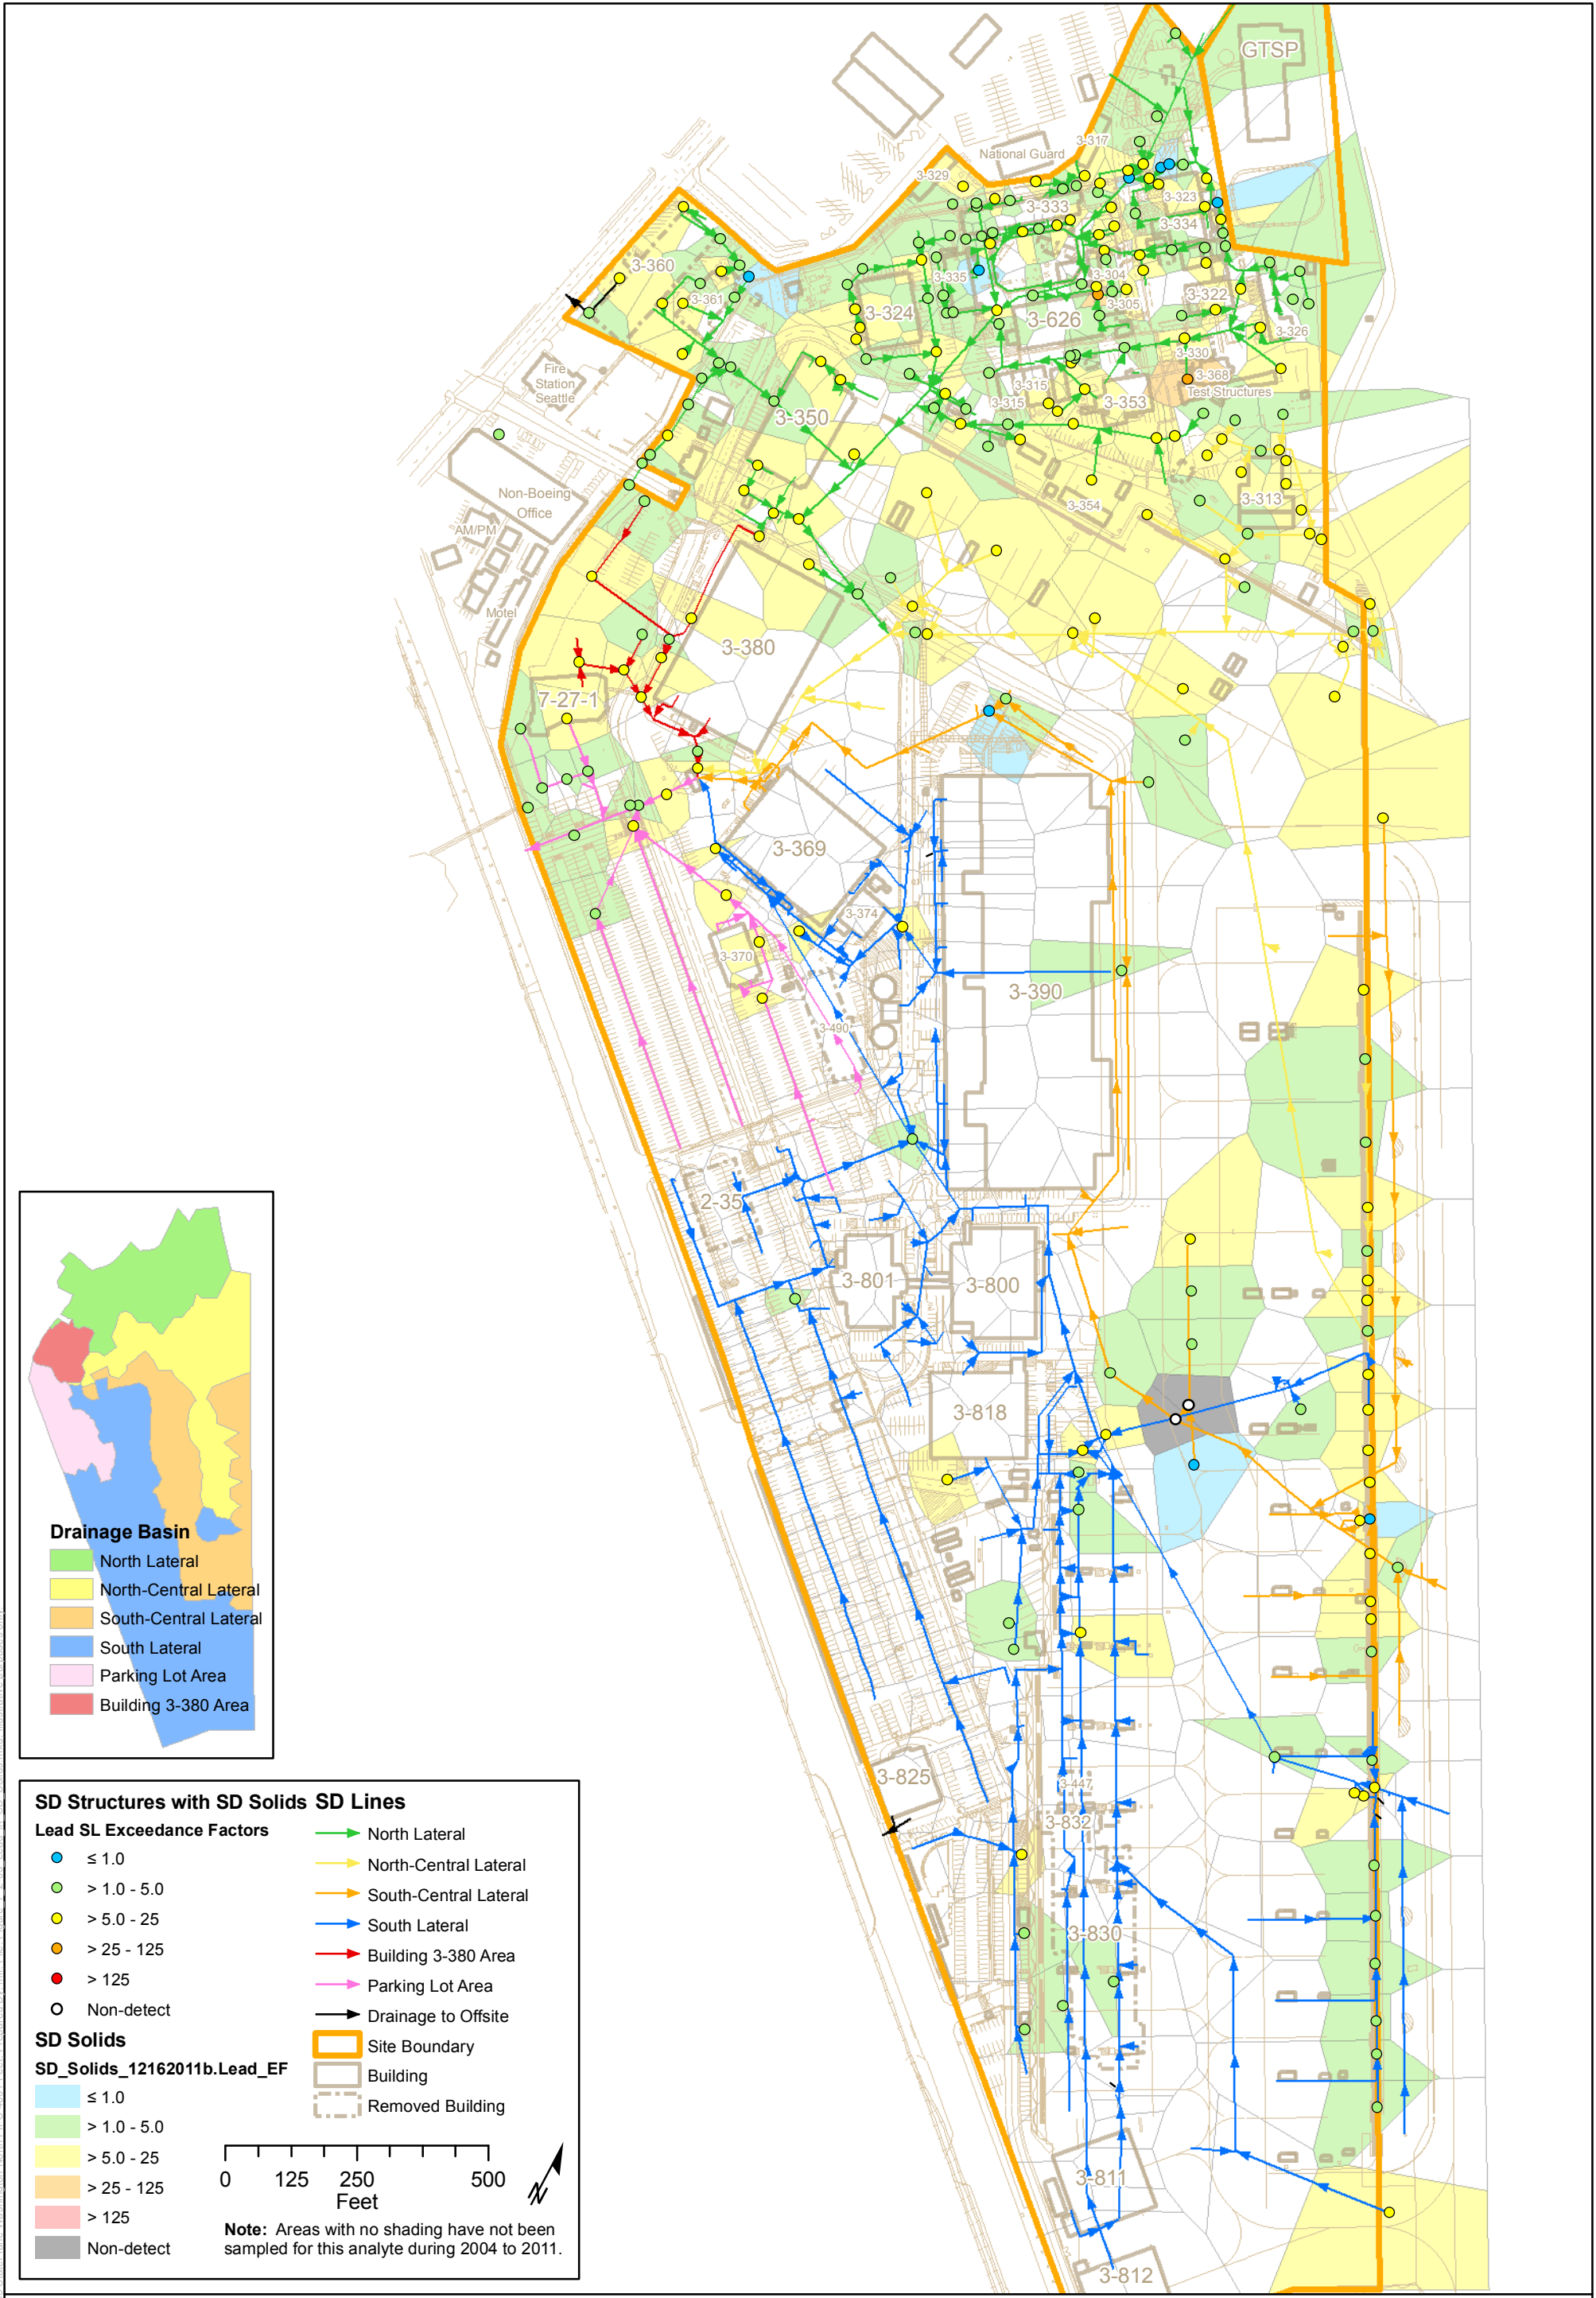 GTSP
3-317
National Guard
3-329
3-323
3-333
3-334
3-360
3-335
3-304
3-361
3-322
3-305
3-324
3-626
3-326
3-330
Fire
Station
Seattle
3-368
3-315
Test Structures
3-315
3-353
3-350
Non-Boeing
Office
3-313
3-354
AM/PM
Motel
3-380
7-27-1
3-369
3-374
3-370
3-390
3-490
2-35
3-801
3-800
3-818
Drainage Basin
North Lateral
North-Central Lateral
South-Central Lateral
South Lateral
Parking Lot Area
Building 3-380 Area
3-825
3-447
3-832
3-830
3-811
3-812
SD Structures with SD Solids
Lead SL Exceedance Factors
≤ 1.0
> 1.0 - 5.0
> 5.0 - 25
> 25 - 125
> 125
Non-detect
SD Solids
SD_Solids_12162011b.Lead_EF
≤ 1.0
> 1.0 - 5.0
> 5.0 - 25
> 25 - 125
> 125
Non-detect
SD Lines
North Lateral
North-Central Lateral
South-Central Lateral
South Lateral
Building 3-380 Area
Parking Lot Area
Drainage to Offsite
Site Boundary
Building
Removed Building
0 125 250 500
Feet
N
Note: Areas with no shading have not been
sampled for this analyte during 2004 to 2011.